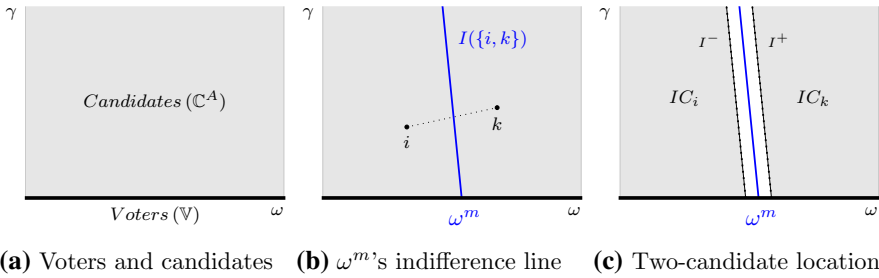 γ
Candidates (ℂ^A)
Voters (𝕍)
ω
(a) Voters and candidates
γ
I({i, k})
i
k
ω^m
ω
(b) ω^m's indifference line
γ
I^-
I^+
IC_i
IC_k
ω^m
ω
(c) Two-candidate location